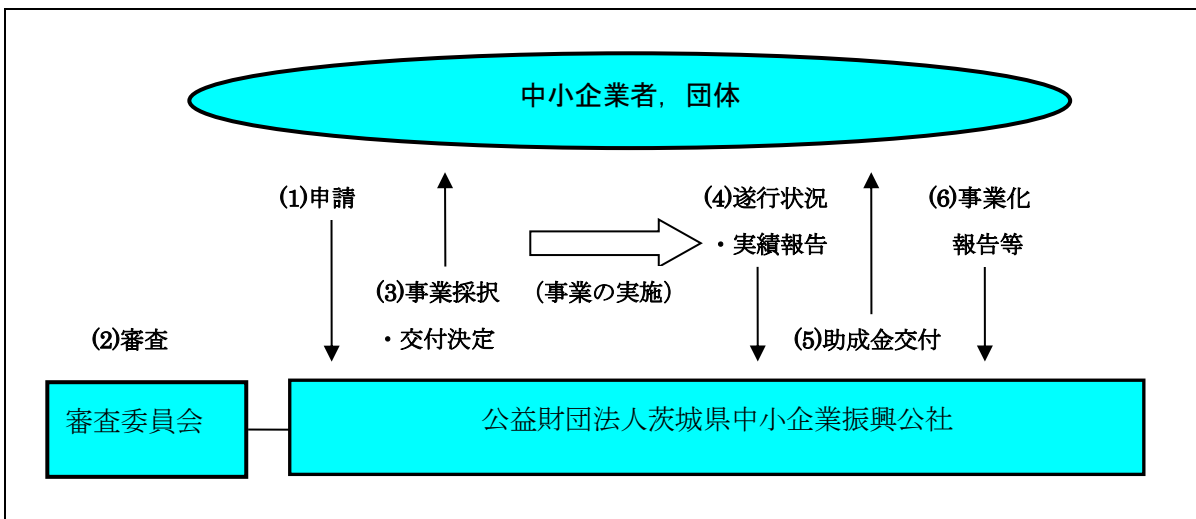 中小企業者，団体
(1)申請
(4)遂行状況
・実績報告
(6)事業化
報告等
(3)事業採択
・交付決定
（事業の実施）
(2)審査
(5)助成金交付
審査委員会
公益財団法人茨城県中小企業振興公社